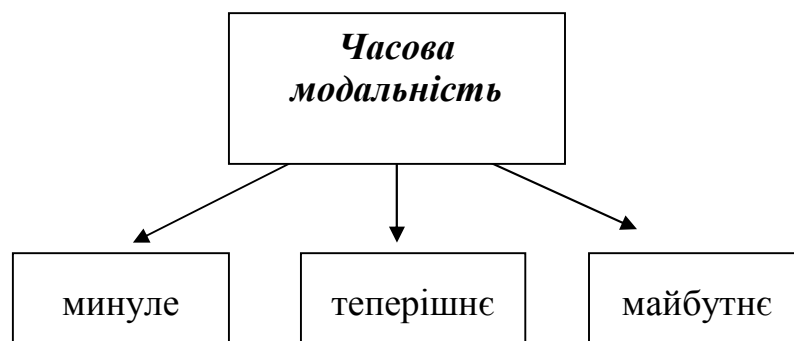 Часова
модальність
минуле
теперішнє
майбутнє